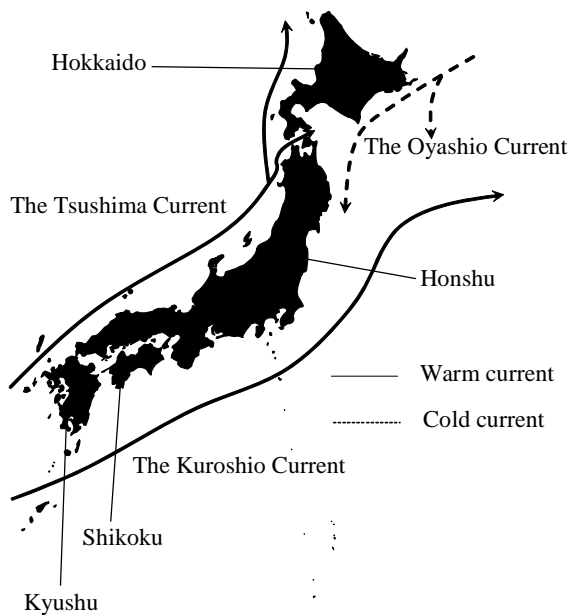 Hokkaido
The Oyashio Current
The Tsushima Current
Honshu
Warm current
Cold current
The Kuroshio Current
Shikoku
Kyushu